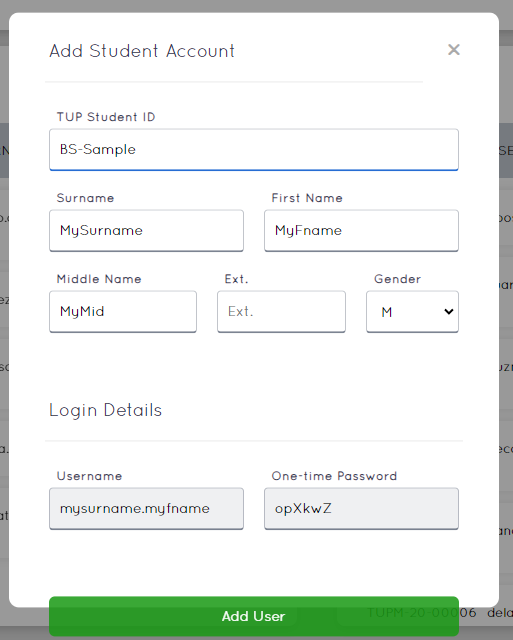 Add Student Account ×
TUP Student ID
BS-Sample
Surname First Name
MySurname MyFname
Middle Name Ext. Gender
MyMid Ext. M
Login Details
Username One-time Password
mysurname.myfname opXkwZ
TUPM-20-00006 dela
Add User